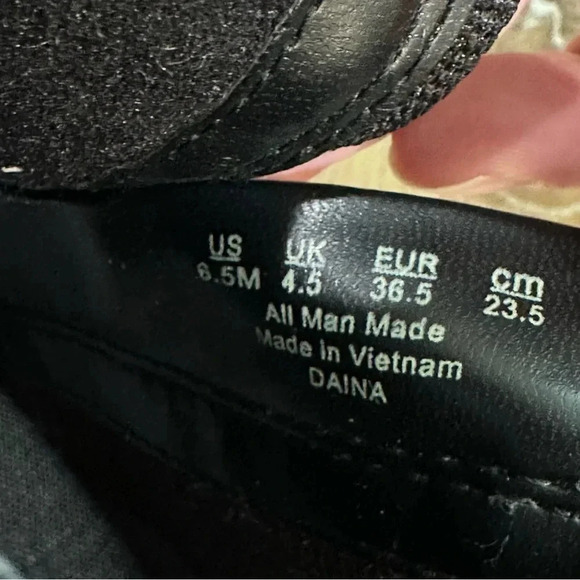 US UK EUR cm
6.5M 4.5 36.5 23.5
All Man Made
Made In Vietnam
DAINA